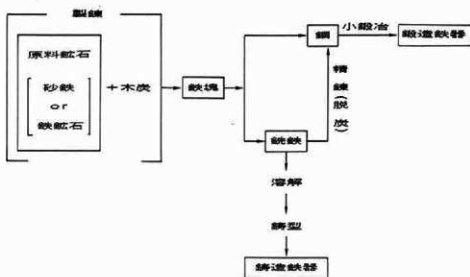 製錬
原料鉱石
砂鉄
or
鉄鉱石
+木炭
鉄塊
鋼
小鍛冶
鍛造鉄器
精錬(脱炭)
銑鉄
溶解
鋳型
鋳造鉄器